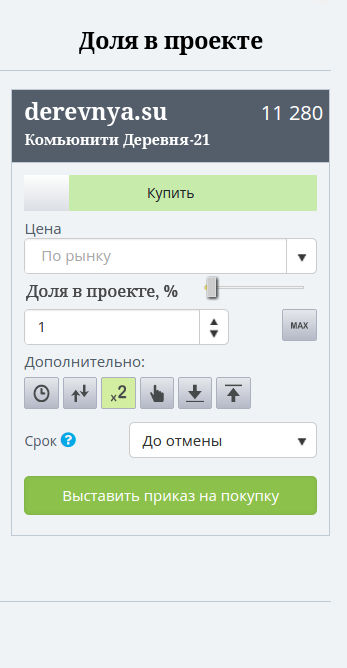 Доля в проекте
derevnya.su 11 280
Комьюнити Деревня-21
Купить
Цена
По рынку
Доля в проекте, %
1
MAX
Дополнительно:
x2
Срок ?
До отмены
Выставить приказ на покупку